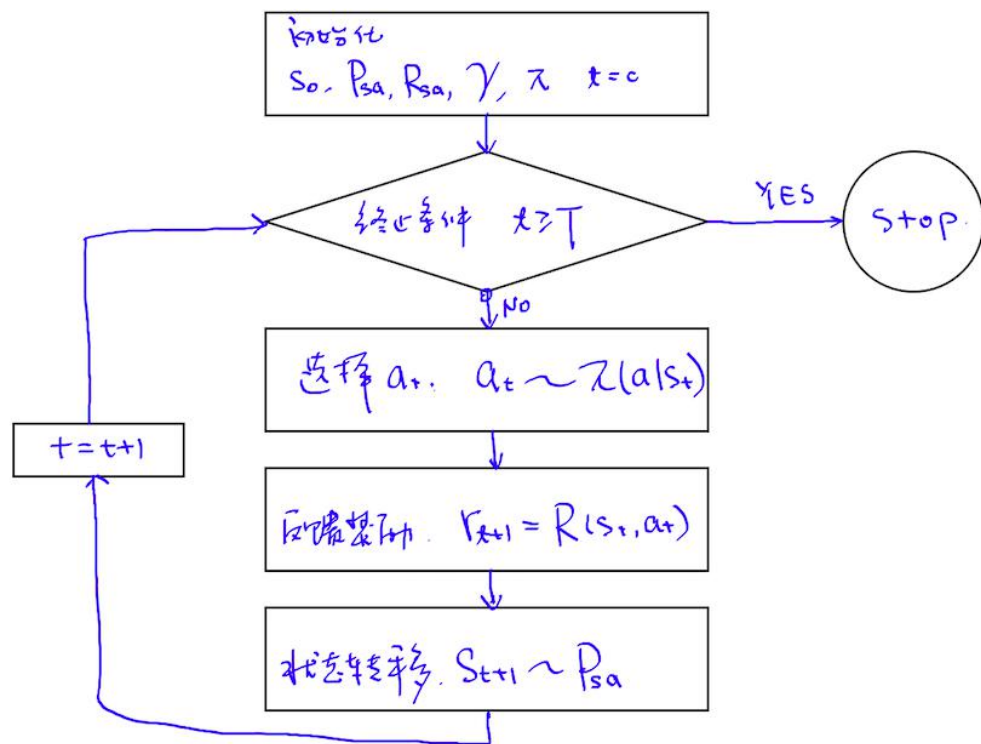 初始化
S₀, Pₛₐ, Rₛₐ, γ, π t=0
终止条件 t≥T
YES
Stop.
NO
选择 aₜ. aₜ ~ π(a|sₜ)
t=t+1
反馈奖励. rₜ₊₁ = R(sₜ, aₜ)
状态转移. Sₜ₊₁ ~ Pₛₐ